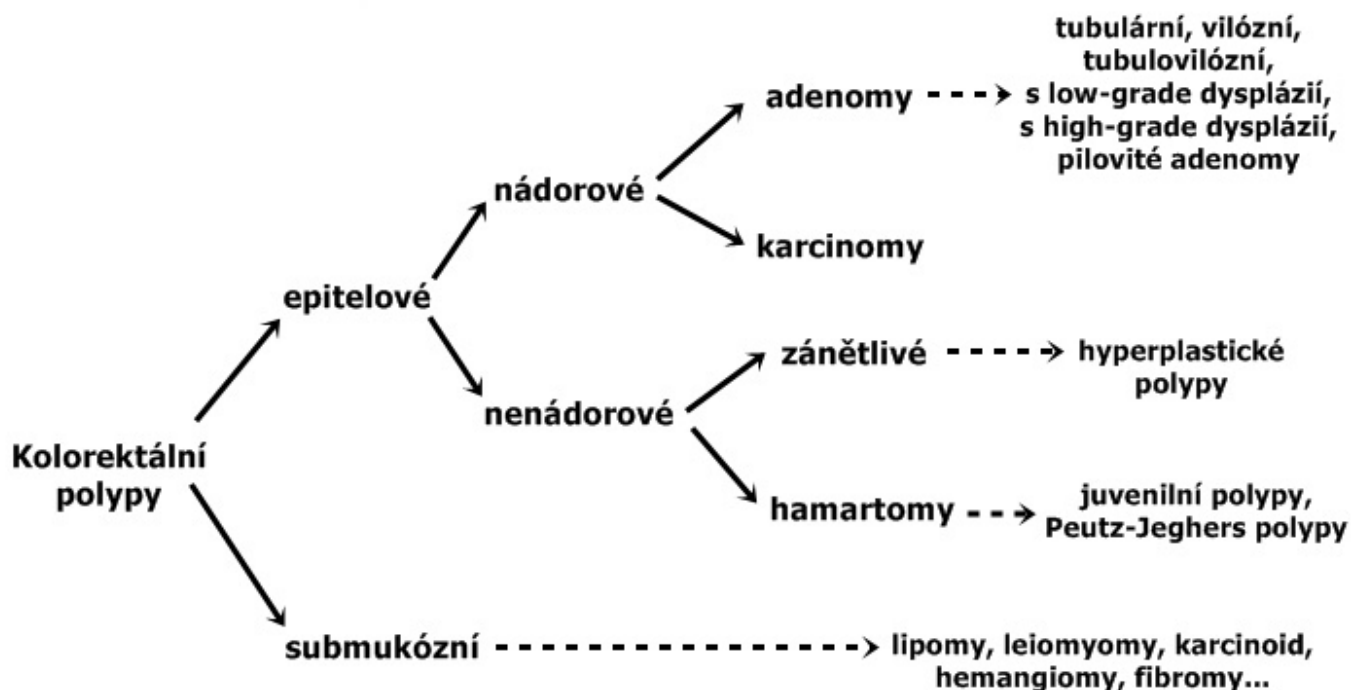 tubulární, vilózní,
tubulovilózní,
s low-grade dysplázií,
s high-grade dysplázií,
pilovité adenomy
adenomy
nádorové
karcinomy
epitelové
zánětlivé
hyperplastické
polypy
nenádorové
Kolorektální
polypy
hamartomy
juvenilní polypy,
Peutz-Jeghers polypy
submukózní
lipomy, leiomyomy, karcinoid,
hemangiomy, fibromy...